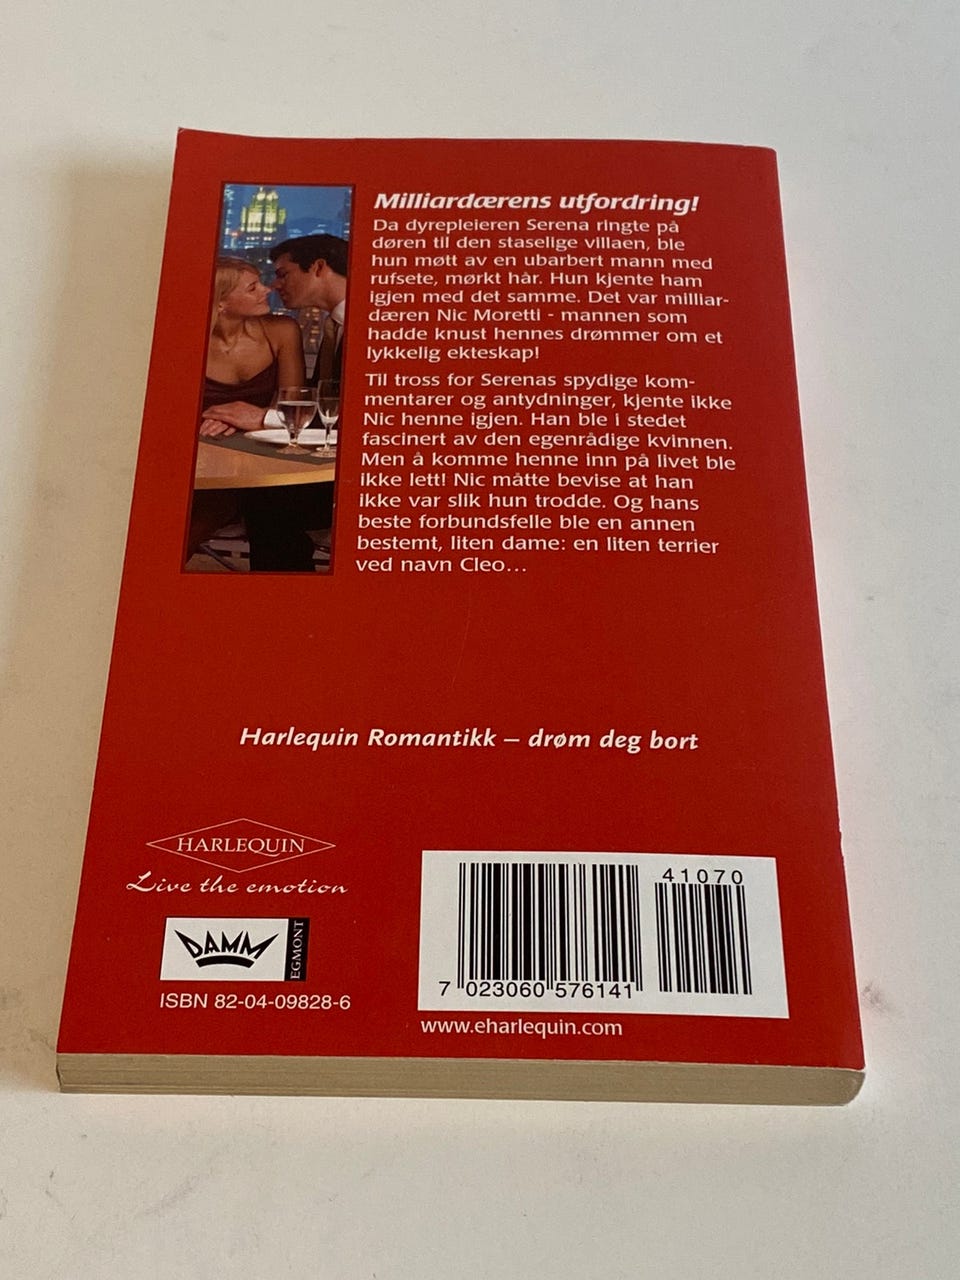 Milliardærens utfordring!
Da dyrepleieren Serena ringte på
døren til den staselige villaen, ble
hun møtt av en ubarbert mann med
rufsete, mørkt hår. Hun kjente ham
igjen med det samme. Det var milliar-
dæren Nic Moretti - mannen som
hadde knust hennes drømmer om et
lykkelig ekteskap!
Til tross for Serenas spydige kom-
mentarer og antydninger, kjente ikke
Nic henne igjen. Han ble i stedet
fascinert av den egenrådige kvinnen.
Men å komme henne inn på livet ble
ikke lett! Nic måtte bevise at han
ikke var slik hun trodde. Og hans
beste forbundsfelle ble en annen
bestemt, liten dame: en liten terrier
ved navn Cleo...
Harlequin Romantikk – drøm deg bort
HARLEQUIN
Live the emotion
DAMM
EGMONT
ISBN 82-04-09828-6
41070
7 023060 576141
www.eharlequin.com